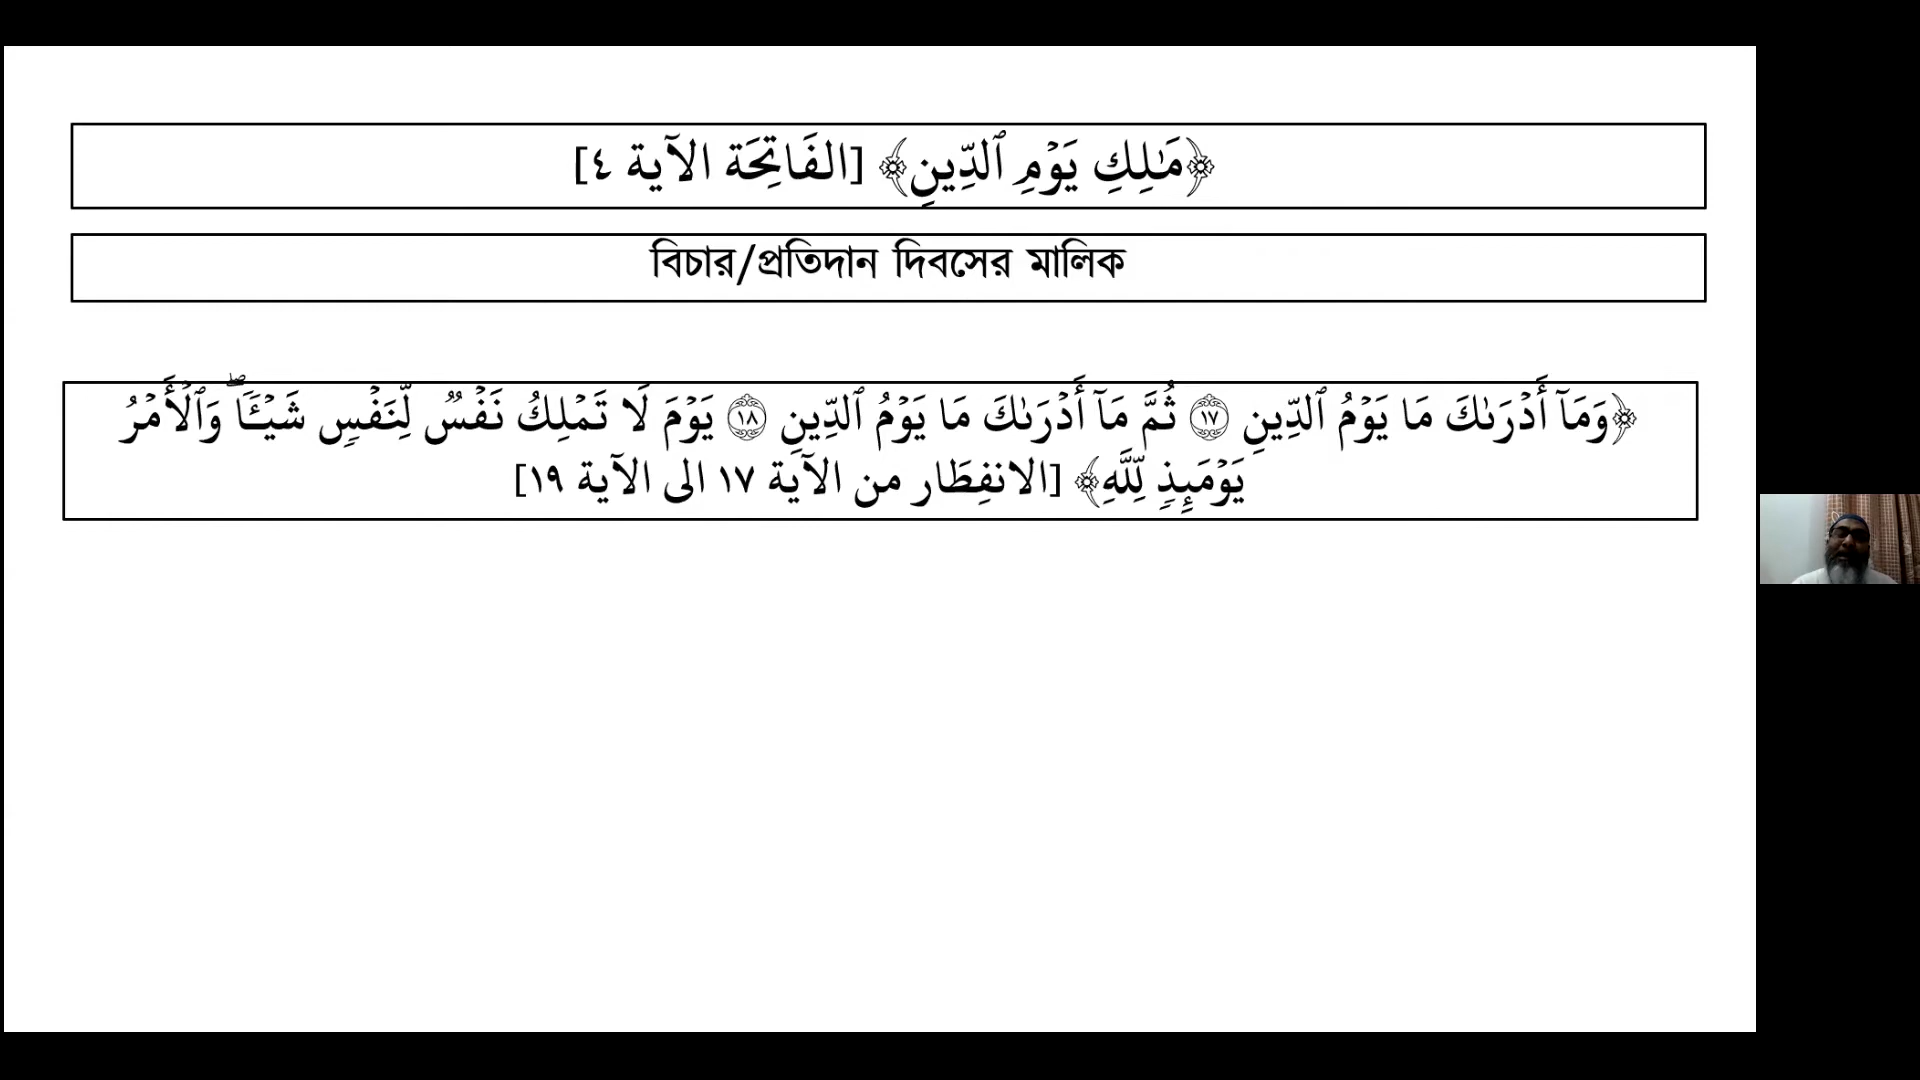 ﴿مَـٰلِكِ يَوۡمِ ٱلدِّينِ﴾ [الفَاتِحَة الآية ٤]
বিচার/প্রতিদান দিবসের মালিক
﴿وَمَآ أَدۡرَىٰكَ مَا يَوۡمُ ٱلدِّينِ ١٧ ثُمَّ مَآ أَدۡرَىٰكَ مَا يَوۡمُ ٱلدِّينِ ١٨ يَوۡمَ لَا تَمۡلِكُ نَفۡسٞ لِّنَفۡسٖ شَيۡـٔٗاۖ وَٱلۡأَمۡرُ
يَوۡمَئِذٖ لِّلَّهِ﴾ [الانفِطَار من الآية ١٧ الى الآية ١٩]